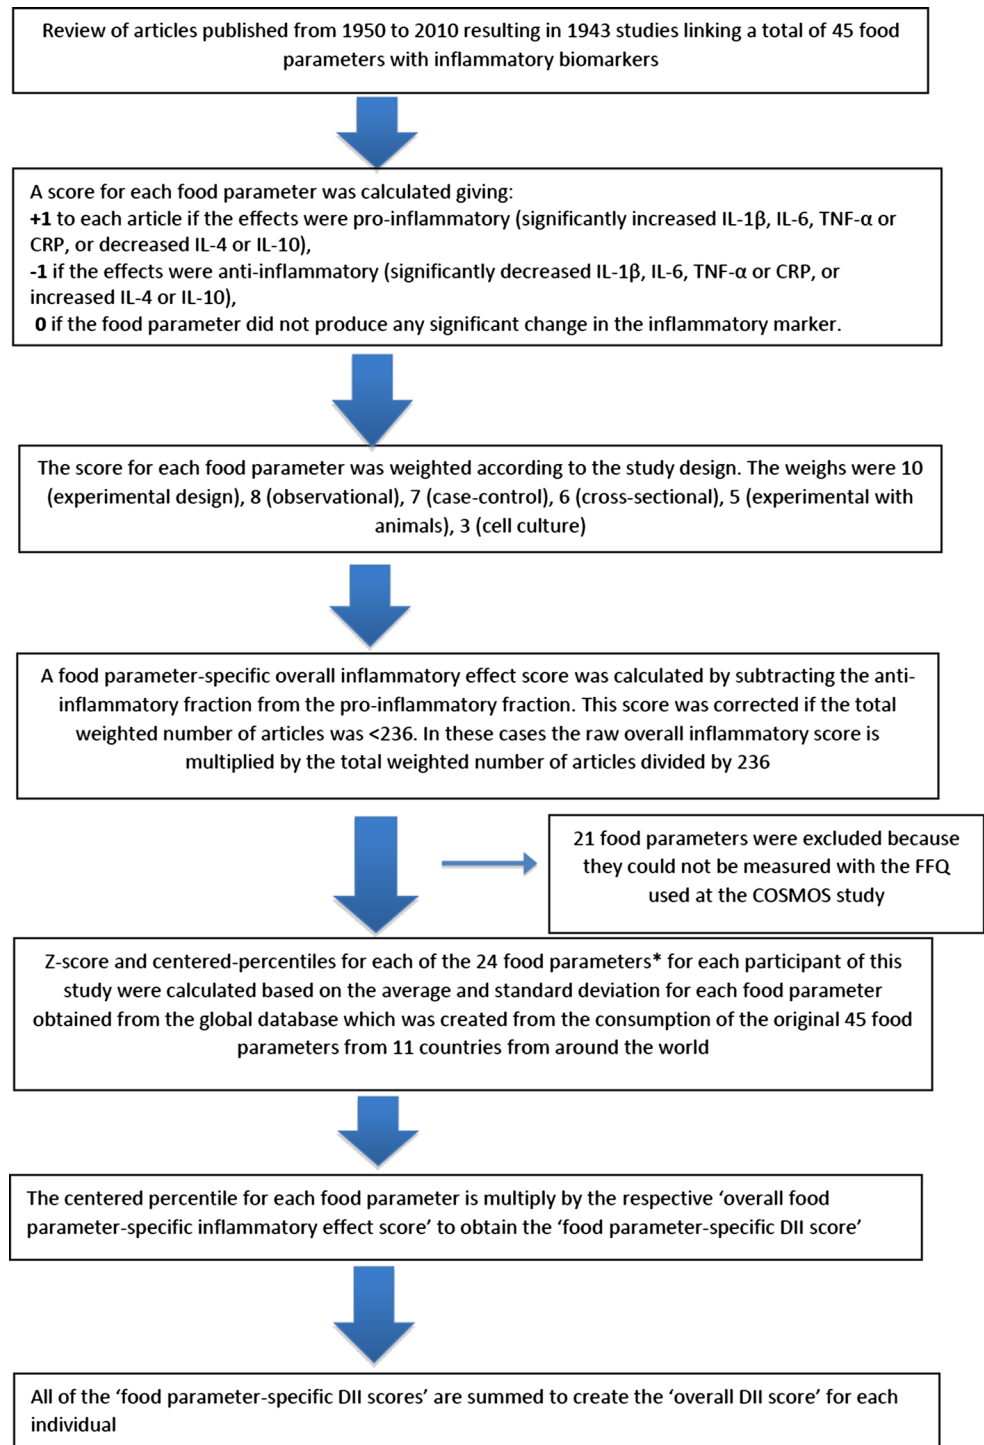 Review of articles published from 1950 to 2010 resulting in 1943 studies linking a total of 45 food
parameters with inflammatory biomarkers
A score for each food parameter was calculated giving:
+1 to each article if the effects were pro-inflammatory (significantly increased IL-1β, IL-6, TNF-α or
CRP, or decreased IL-4 or IL-10),
-1 if the effects were anti-inflammatory (significantly decreased IL-1β, IL-6, TNF-α or CRP, or
increased IL-4 or IL-10),
0 if the food parameter did not produce any significant change in the inflammatory marker.
The score for each food parameter was weighted according to the study design. The weighs were 10
(experimental design), 8 (observational), 7 (case-control), 6 (cross-sectional), 5 (experimental with
animals), 3 (cell culture)
A food parameter-specific overall inflammatory effect score was calculated by subtracting the anti-
inflammatory fraction from the pro-inflammatory fraction. This score was corrected if the total
weighted number of articles was <236. In these cases the raw overall inflammatory score is
multiplied by the total weighted number of articles divided by 236
21 food parameters were excluded because
they could not be measured with the FFQ
used at the COSMOS study
Z-score and centered-percentiles for each of the 24 food parameters* for each participant of this
study were calculated based on the average and standard deviation for each food parameter
obtained from the global database which was created from the consumption of the original 45 food
parameters from 11 countries from around the world
The centered percentile for each food parameter is multiply by the respective ‘overall food
parameter-specific inflammatory effect score’ to obtain the ‘food parameter-specific DII score’
All of the ‘food parameter-specific DII scores’ are summed to create the ‘overall DII score’ for each
individual